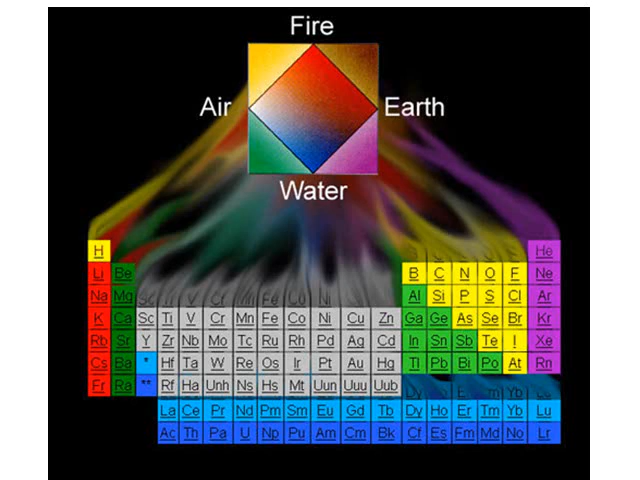 Fire
Air Earth
Water
H He
Li Be B C N O F Ne
Na Mg Al Si P S Cl Ar
K Ca Sc Ti V Cr Mn Fe Co Ni Cu Zn Ga Ge As Se Br Kr
Rb Sr Y Zr Nb Mo Tc Ru Rh Pd Ag Cd In Sn Sb Te I Xe
Cs Ba * Hf Ta W Re Os Ir Pt Au Hg Tl Pb Bi Po At Rn
Fr Ra ** Rf Ha Unh Ns Hs Mt Uun Uuu Uub
La Ce Pr Nd Pm Sm Eu Gd Tb Dy Ho Er Tm Yb Lu
Ac Th Pa U Np Pu Am Cm Bk Cf Es Fm Md No Lr